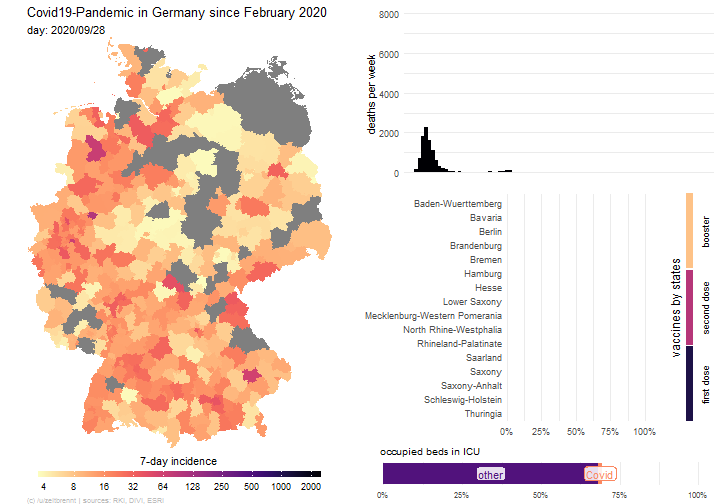 Covid19-Pandemic in Germany since February 2020
day: 2020/09/28
7-day incidence
4 8 16 32 64 128 250 500 1000 2000
(c) /u/zeitbremt | sources: RKI, DIVI, ESRI
deaths per week
8000
6000
4000
2000
0
Baden-Wuerttemberg
Bavaria
Berlin
Brandenburg
Bremen
Hamburg
Hesse
Lower Saxony
Mecklenburg-Western Pomerania
North Rhine-Westphalia
Rhineland-Palatinate
Saarland
Saxony
Saxony-Anhalt
Schleswig-Holstein
Thuringia
0% 25% 50% 75% 100%
vaccines by states
booster
second dose
first dose
occupied beds in ICU
other Covid
0% 25% 50% 75% 100%